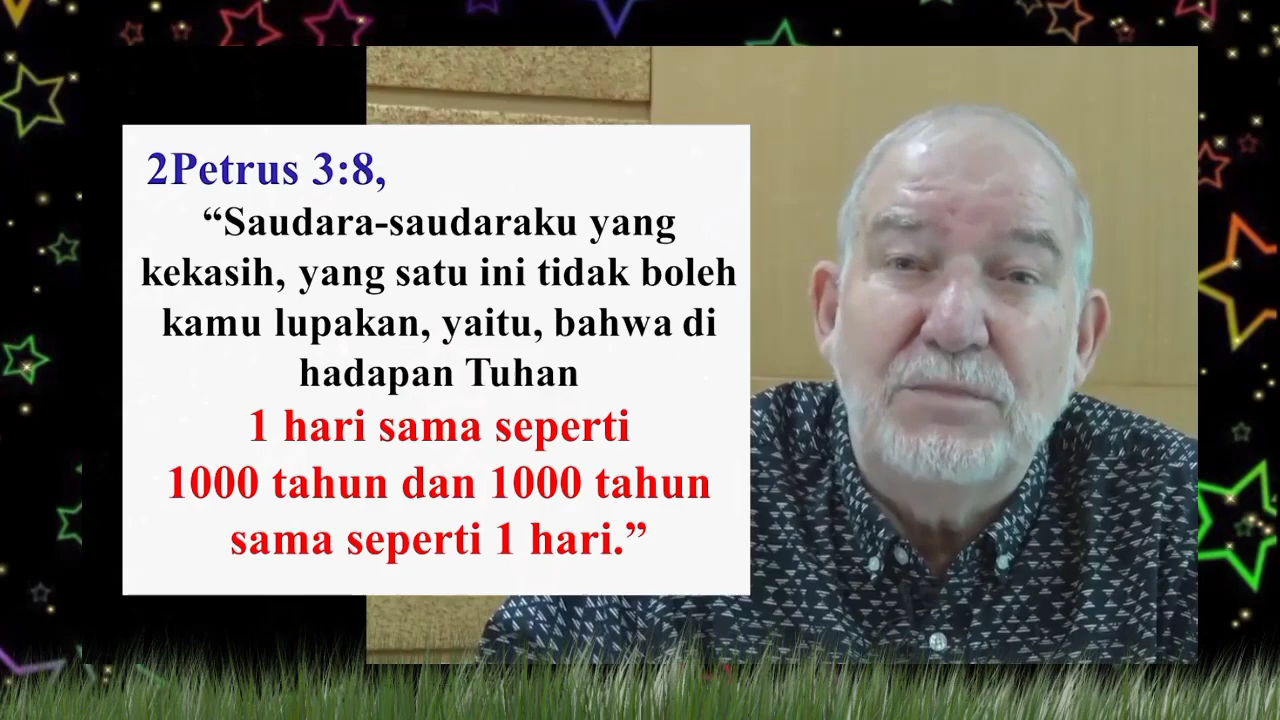 2Petrus 3:8,
“Saudara-saudaraku yang
kekasih, yang satu ini tidak boleh
kamu lupakan, yaitu, bahwa di
hadapan Tuhan
1 hari sama seperti
1000 tahun dan 1000 tahun
sama seperti 1 hari.”